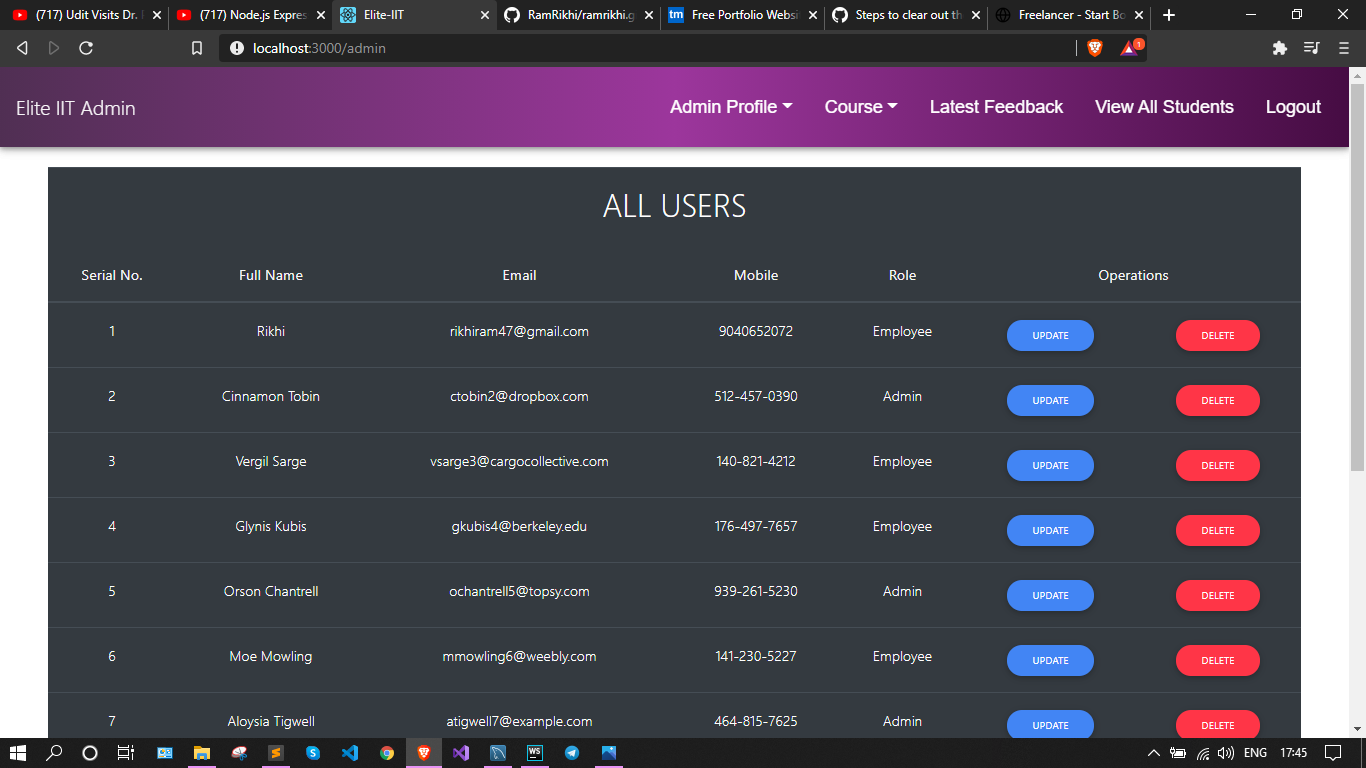 (717) Udit Visits Dr.
(717) Node.js Expres
Elite-IIT
RamRikhi/ramrikhi.g
Free Portfolio Websi
Steps to clear out th
Freelancer - Start Bo
localhost:3000/admin
1
Elite IIT Admin
Admin Profile
Course
Latest Feedback
View All Students
Logout
ALL USERS
Serial No. Full Name Email Mobile Role Operations
1 Rikhi rikhiram47@gmail.com 9040652072 Employee UPDATE DELETE
2 Cinnamon Tobin ctobin2@dropbox.com 512-457-0390 Admin UPDATE DELETE
3 Vergil Sarge vsarge3@cargocollective.com 140-821-4212 Employee UPDATE DELETE
4 Glynis Kubis gkubis4@berkeley.edu 176-497-7657 Employee UPDATE DELETE
5 Orson Chantrell ochantrell5@topsy.com 939-261-5230 Admin UPDATE DELETE
6 Moe Mowling mmowling6@weebly.com 141-230-5227 Employee UPDATE DELETE
7 Aloysia Tigwell atigwell7@example.com 464-815-7625 Admin UPDATE DELETE
WS
ENG 17:45